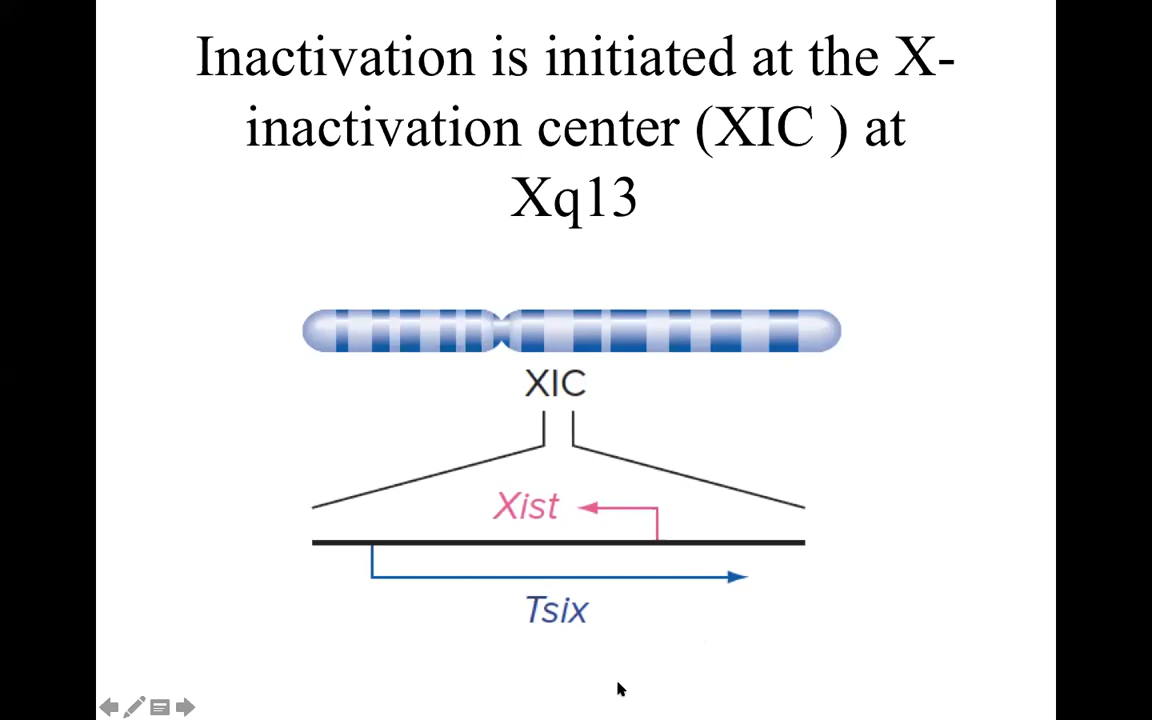 Inactivation is initiated at the X-
inactivation center (XIC ) at
Xq13
XIC
Xist
Tsix